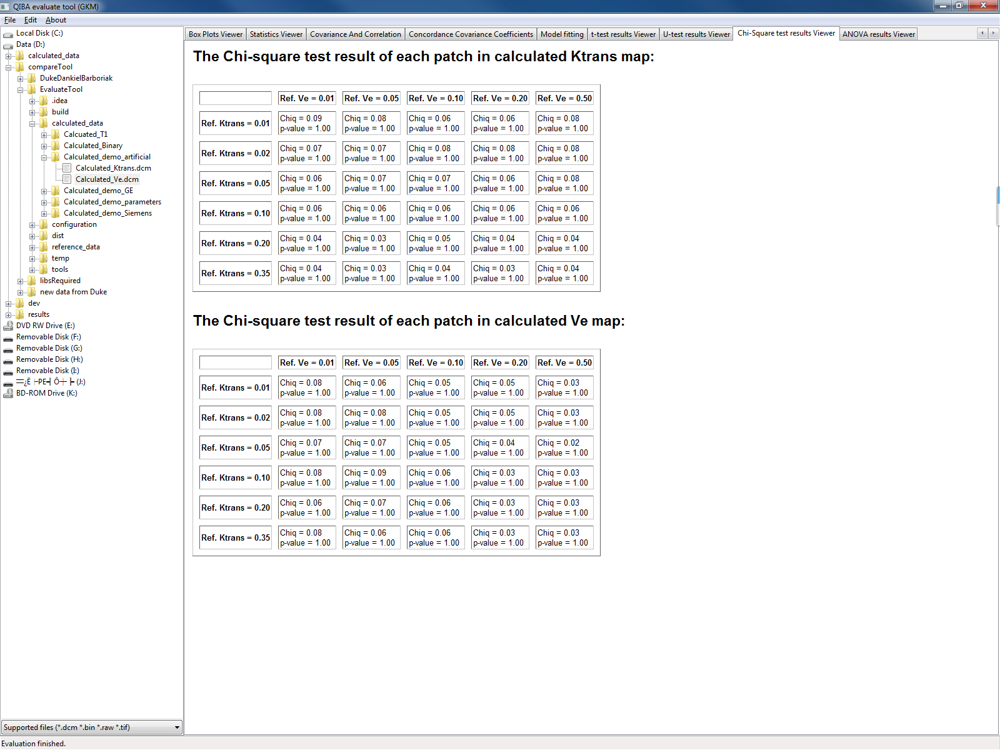 QIBA evaluate tool (GKM)
File Edit About
Local Disk (C:)
Data (D:)
calculated_data
compareTool
DukeDankielBarboriak
EvaluateTool
.idea
build
calculated_data
Calcuated_T1
Calculated_Binary
Calculated_demo_artificial
Calculated_Ktrans.dcm
Calculated_Ve.dcm
Calculated_demo_GE
Calculated_demo_parameters
Calculated_demo_Siemens
configuration
dist
reference_data
temp
tools
libsRequired
new data from Duke
dev
results
DVD RW Drive (E:)
Removable Disk (F:)
Removable Disk (G:)
Removable Disk (H:)
Removable Disk (I:)
(J:)
BD-ROM Drive (K:)
Supported files (*.dcm *.bin *.raw *.tif)
Box Plots Viewer Statistics Viewer Covariance And Correlation Concordance Covariance Coefficients Model fitting t-test results Viewer U-test results Viewer Chi-Square test results Viewer ANOVA results Viewer
The Chi-square test result of each patch in calculated Ktrans map:
Ref. Ve = 0.01 Ref. Ve = 0.05 Ref. Ve = 0.10 Ref. Ve = 0.20 Ref. Ve = 0.50
Ref. Ktrans = 0.01
Chiq = 0.09 Chiq = 0.08 Chiq = 0.06 Chiq = 0.06 Chiq = 0.08
p-value = 1.00 p-value = 1.00 p-value = 1.00 p-value = 1.00 p-value = 1.00
Ref. Ktrans = 0.02
Chiq = 0.07 Chiq = 0.07 Chiq = 0.08 Chiq = 0.08 Chiq = 0.08
p-value = 1.00 p-value = 1.00 p-value = 1.00 p-value = 1.00 p-value = 1.00
Ref. Ktrans = 0.05
Chiq = 0.06 Chiq = 0.07 Chiq = 0.07 Chiq = 0.06 Chiq = 0.08
p-value = 1.00 p-value = 1.00 p-value = 1.00 p-value = 1.00 p-value = 1.00
Ref. Ktrans = 0.10
Chiq = 0.06 Chiq = 0.06 Chiq = 0.06 Chiq = 0.06 Chiq = 0.06
p-value = 1.00 p-value = 1.00 p-value = 1.00 p-value = 1.00 p-value = 1.00
Ref. Ktrans = 0.20
Chiq = 0.04 Chiq = 0.03 Chiq = 0.05 Chiq = 0.04 Chiq = 0.04
p-value = 1.00 p-value = 1.00 p-value = 1.00 p-value = 1.00 p-value = 1.00
Ref. Ktrans = 0.35
Chiq = 0.04 Chiq = 0.03 Chiq = 0.04 Chiq = 0.03 Chiq = 0.04
p-value = 1.00 p-value = 1.00 p-value = 1.00 p-value = 1.00 p-value = 1.00
The Chi-square test result of each patch in calculated Ve map:
Ref. Ve = 0.01 Ref. Ve = 0.05 Ref. Ve = 0.10 Ref. Ve = 0.20 Ref. Ve = 0.50
Ref. Ktrans = 0.01
Chiq = 0.08 Chiq = 0.06 Chiq = 0.05 Chiq = 0.05 Chiq = 0.03
p-value = 1.00 p-value = 1.00 p-value = 1.00 p-value = 1.00 p-value = 1.00
Ref. Ktrans = 0.02
Chiq = 0.08 Chiq = 0.08 Chiq = 0.05 Chiq = 0.05 Chiq = 0.03
p-value = 1.00 p-value = 1.00 p-value = 1.00 p-value = 1.00 p-value = 1.00
Ref. Ktrans = 0.05
Chiq = 0.07 Chiq = 0.07 Chiq = 0.05 Chiq = 0.04 Chiq = 0.02
p-value = 1.00 p-value = 1.00 p-value = 1.00 p-value = 1.00 p-value = 1.00
Ref. Ktrans = 0.10
Chiq = 0.08 Chiq = 0.09 Chiq = 0.06 Chiq = 0.03 Chiq = 0.03
p-value = 1.00 p-value = 1.00 p-value = 1.00 p-value = 1.00 p-value = 1.00
Ref. Ktrans = 0.20
Chiq = 0.06 Chiq = 0.07 Chiq = 0.06 Chiq = 0.03 Chiq = 0.03
p-value = 1.00 p-value = 1.00 p-value = 1.00 p-value = 1.00 p-value = 1.00
Ref. Ktrans = 0.35
Chiq = 0.08 Chiq = 0.06 Chiq = 0.06 Chiq = 0.03 Chiq = 0.03
p-value = 1.00 p-value = 1.00 p-value = 1.00 p-value = 1.00 p-value = 1.00
Evaluation finished.